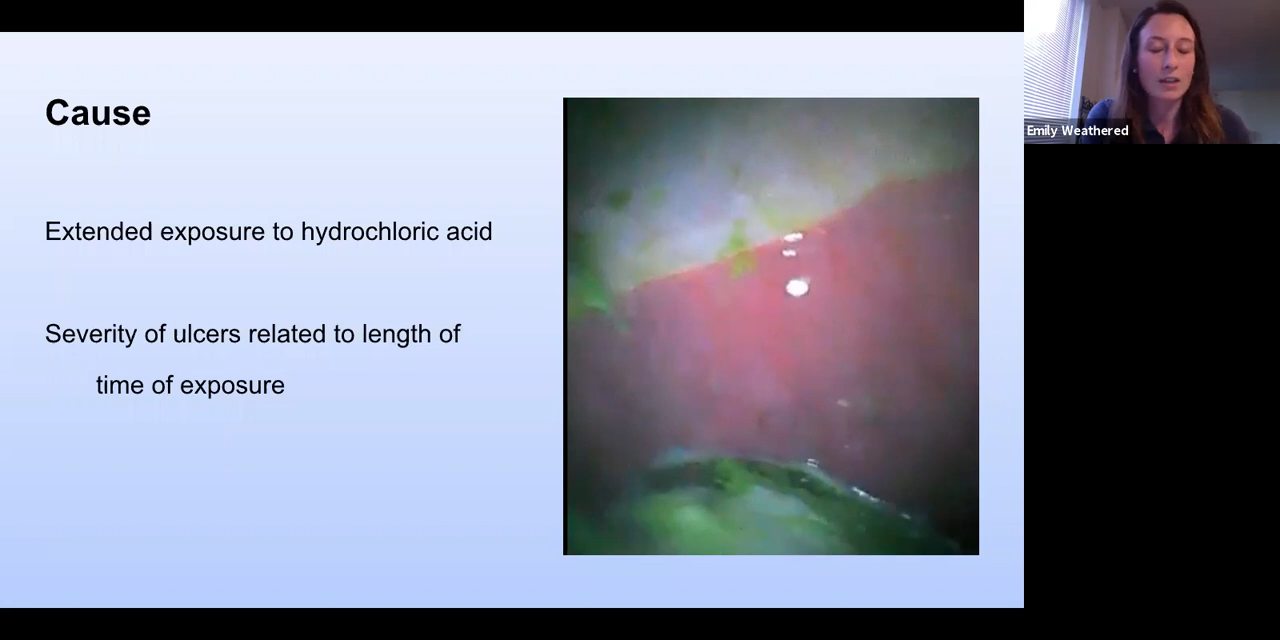 Cause
Extended exposure to hydrochloric acid
Severity of ulcers related to length of
time of exposure
Emily Weathered